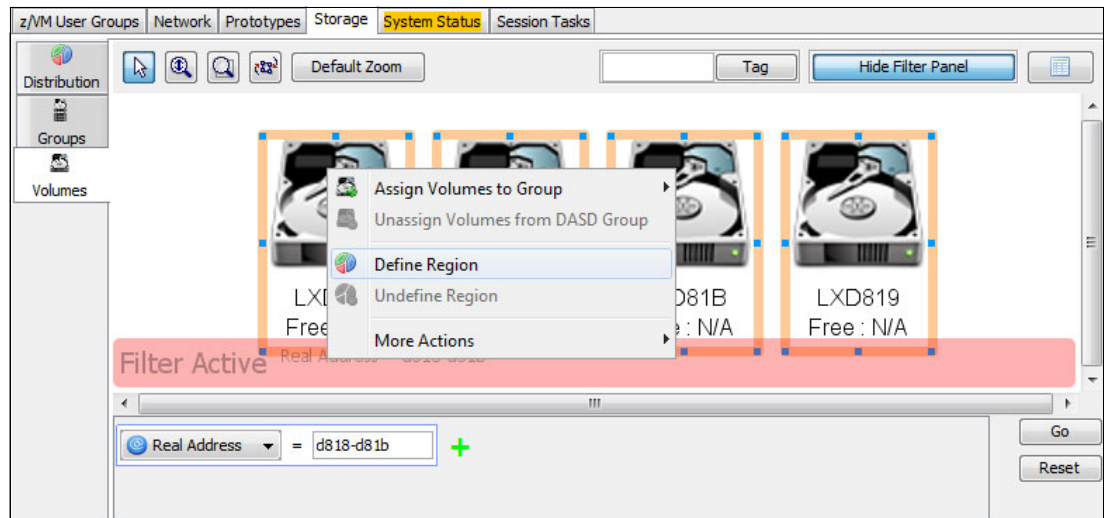 z/VM User Groups Network Prototypes Storage System Status Session Tasks
Distribution
Groups
Volumes
Default Zoom
Tag
Hide Filter Panel
Assign Volumes to Group
Unassign Volumes from DASD Group
Define Region
Undefine Region
More Actions
LXD819
Free : N/A
: N/A
Filter Active
Real Address = d818-d81b
Real Address = d818-d81b
Go
Reset